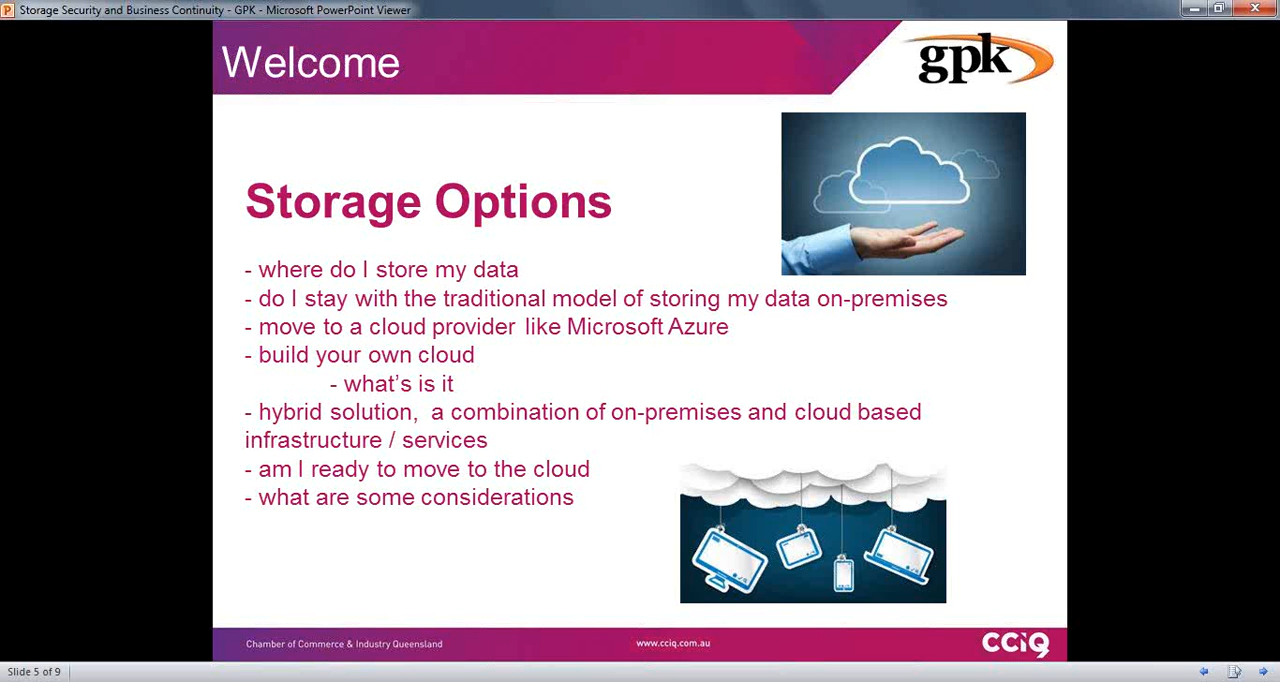 Storage Security and Business Continuity - GPK - Microsoft PowerPoint Viewer
Welcome
gpk
Storage Options
- where do I store my data
- do I stay with the traditional model of storing my data on-premises
- move to a cloud provider like Microsoft Azure
- build your own cloud
- what's is it
- hybrid solution, a combination of on-premises and cloud based
infrastructure / services
- am I ready to move to the cloud
- what are some considerations
Chamber of Commerce & Industry Queensland
www.cciq.com.au
CCIQ
Slide 5 of 9